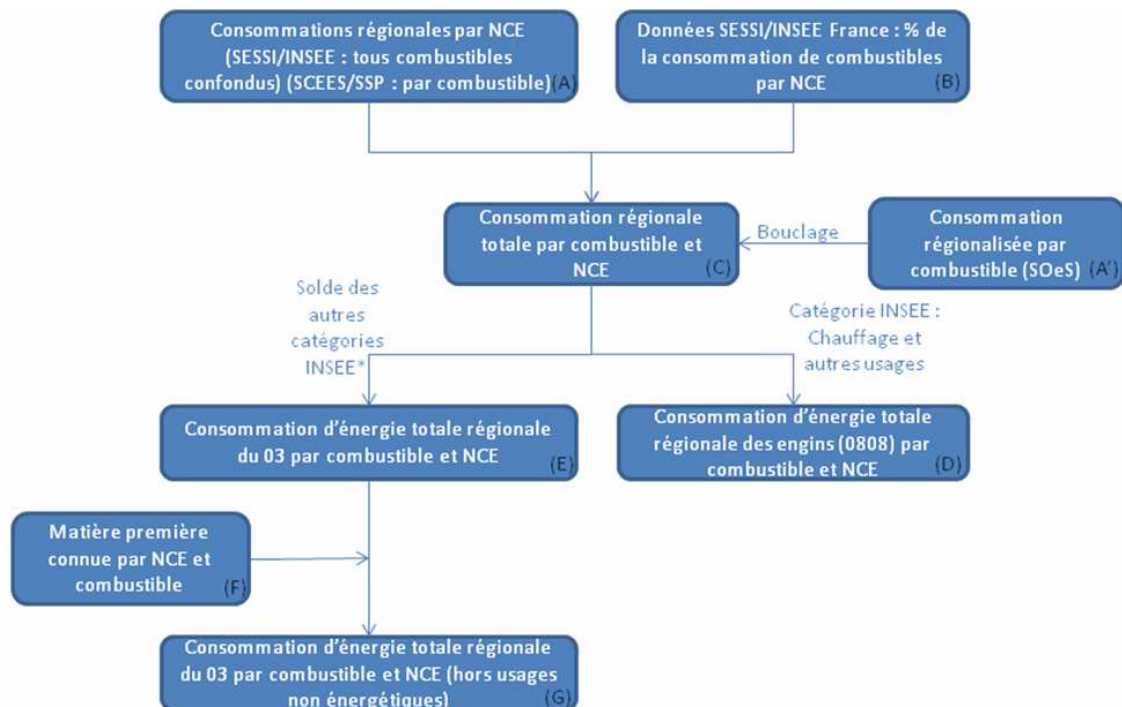 Consommations régionales par NCE
(SESSI/INSEE : tous combustibles
confondus) (SCEES/SSP : par combustible)(A)
Données SESSI/INSEE France : % de
la consommation de combustibles
par NCE
(B)
Consommation régionale
totale par combustible et
NCE
(C)
Bouclage
Consommation
régionalisée par
combustible (SOeS)
(A')
Solde des
autres
catégories
INSEE*
Catégorie INSEE :
Chauffage et
autres usages
Consommation d'énergie totale régionale
du 03 par combustible et NCE
(E)
Consommation d'énergie totale
régionale des engins (0808) par
combustible et NCE
(D)
Matière première
connue par NCE et
combustible
(F)
Consommation d'énergie totale régionale
du 03 par combustible et NCE (hors usages
non énergétiques)
(G)